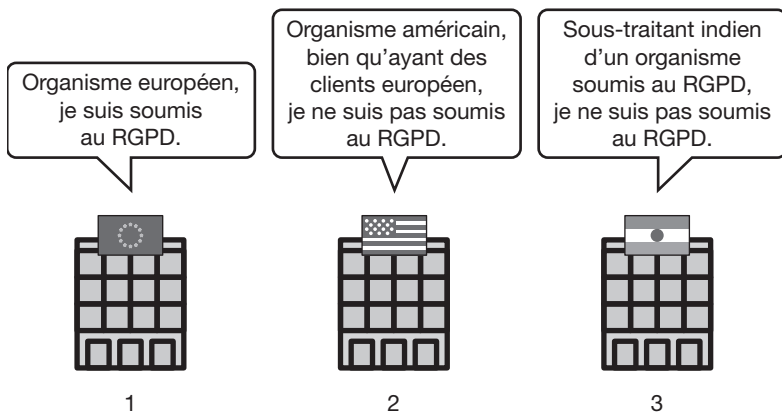 Organisme européen,
je suis soumis
au RGPD.
Organisme américain,
bien qu'ayant des
clients européen,
je ne suis pas soumis
au RGPD.
Sous-traitant indien
d'un organisme
soumis au RGPD,
je ne suis pas soumis
au RGPD.
1
2
3